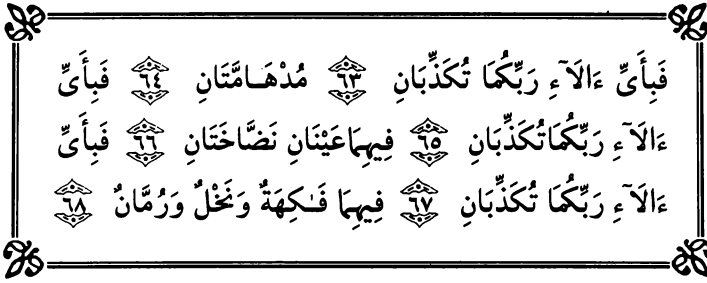 فَبِأَىِّ ءَالَآءِ رَبِّكُمَا تُكَذِّبَانِ ٦٣ مُدْهَـامَّتَانِ ٦٤ فَبِأَىِّ
ءَالَآءِ رَبِّكُمَا تُكَذِّبَانِ ٦٥ فِيهِمَا عَيْنَانِ نَضَّاخَتَانِ ٦٦ فَبِأَىِّ
ءَالَآءِ رَبِّكُمَا تُكَذِّبَانِ ٦٧ فِيهِمَا فَـٰكِهَةٌ وَنَخْلٌ وَرُمَّانٌ ٦٨